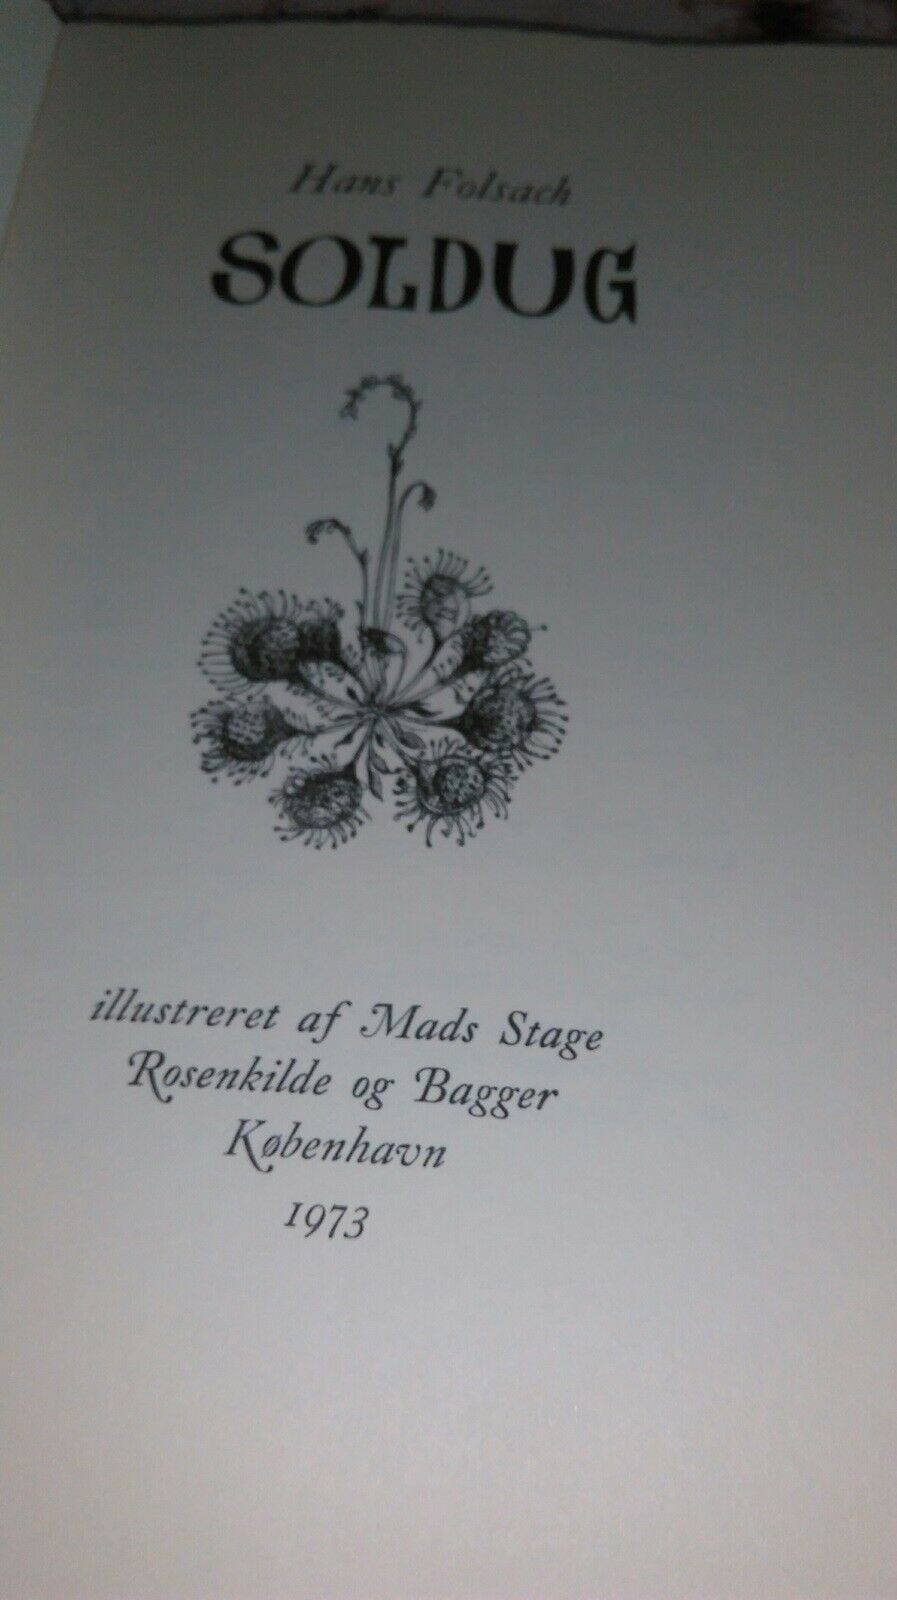 Hans Folsach
SOLDUG
illustreret af Mads Stage
Rosenkilde og Bagger
København
1973